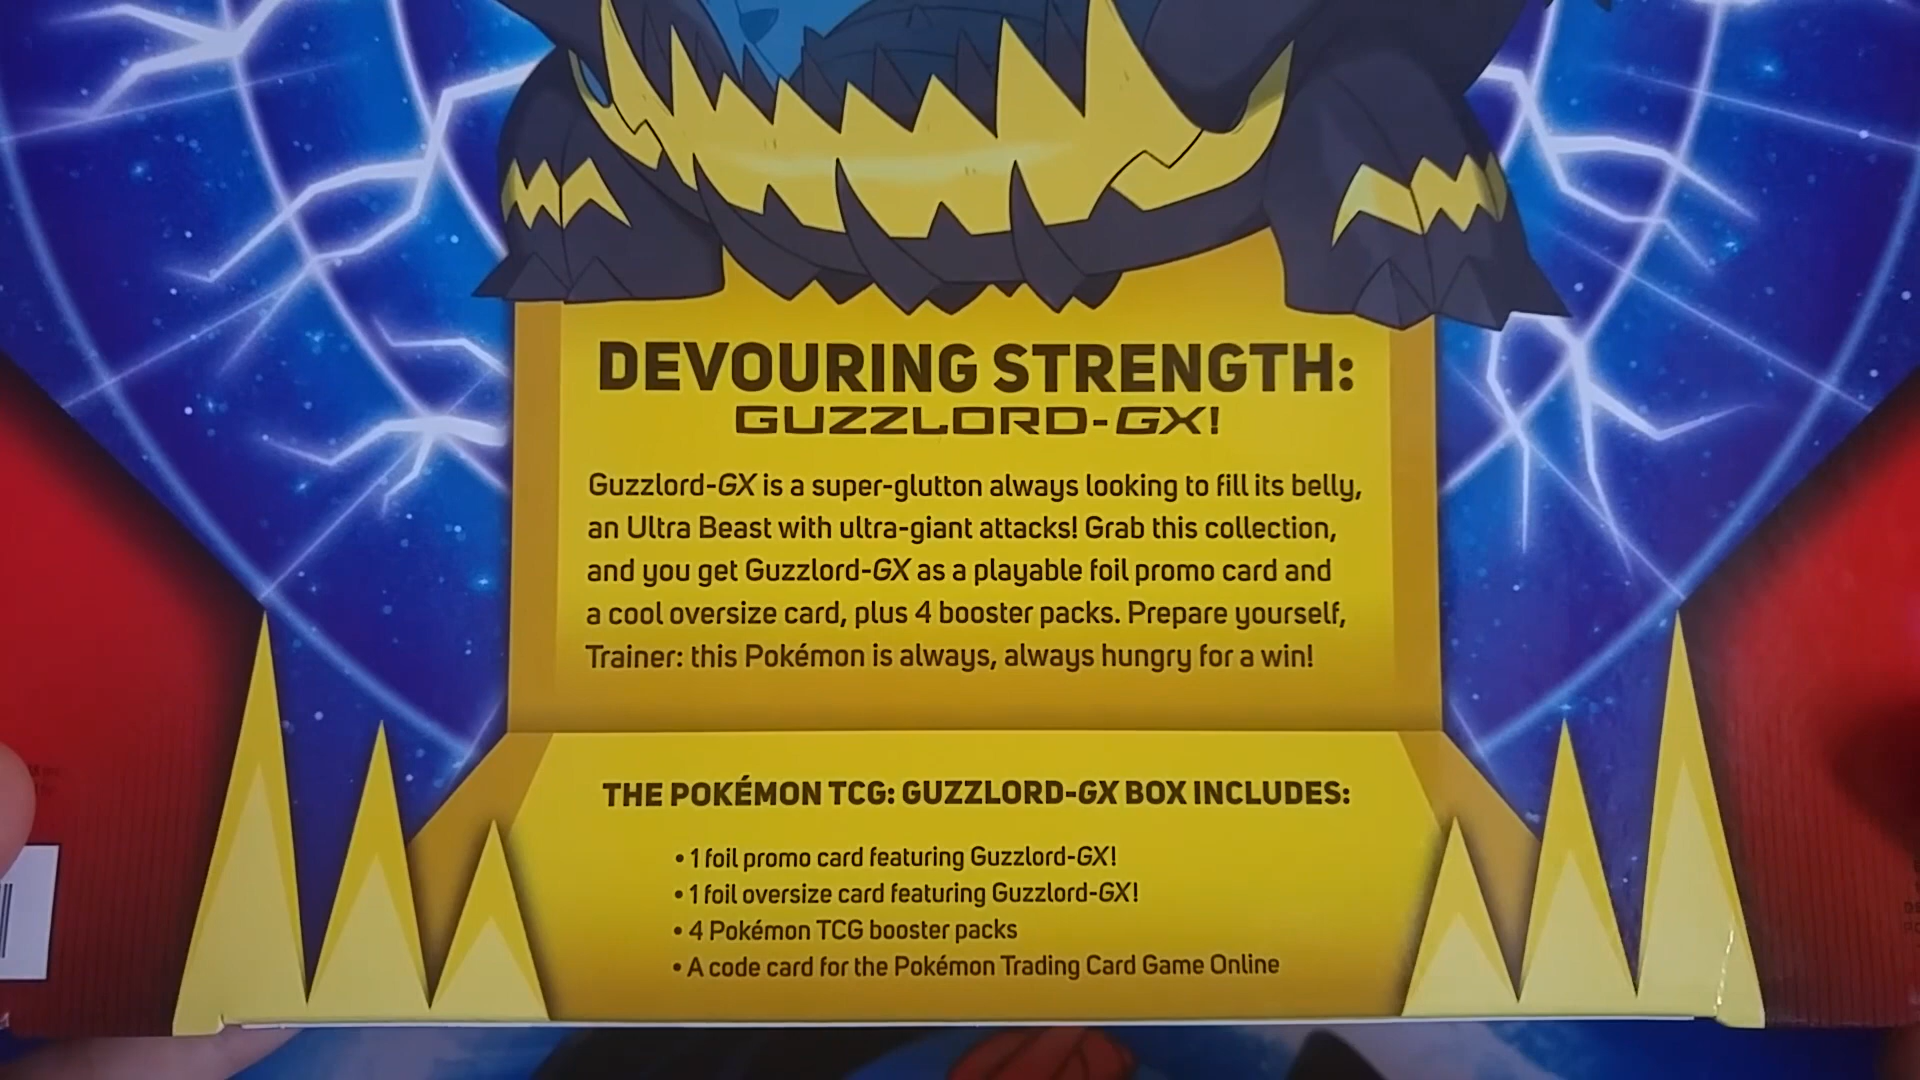 DEVOURING STRENGTH:
GUZZLORD-GX!
Guzzlord-GX is a super-glutton always looking to fill its belly,
an Ultra Beast with ultra-giant attacks! Grab this collection,
and you get Guzzlord-GX as a playable foil promo card and
a cool oversize card, plus 4 booster packs. Prepare yourself,
Trainer: this Pokémon is always, always hungry for a win!
THE POKÉMON TCG: GUZZLORD-GX BOX INCLUDES:
• 1 foil promo card featuring Guzzlord-GX!
• 1 foil oversize card featuring Guzzlord-GX!
• 4 Pokémon TCG booster packs
• A code card for the Pokémon Trading Card Game Online